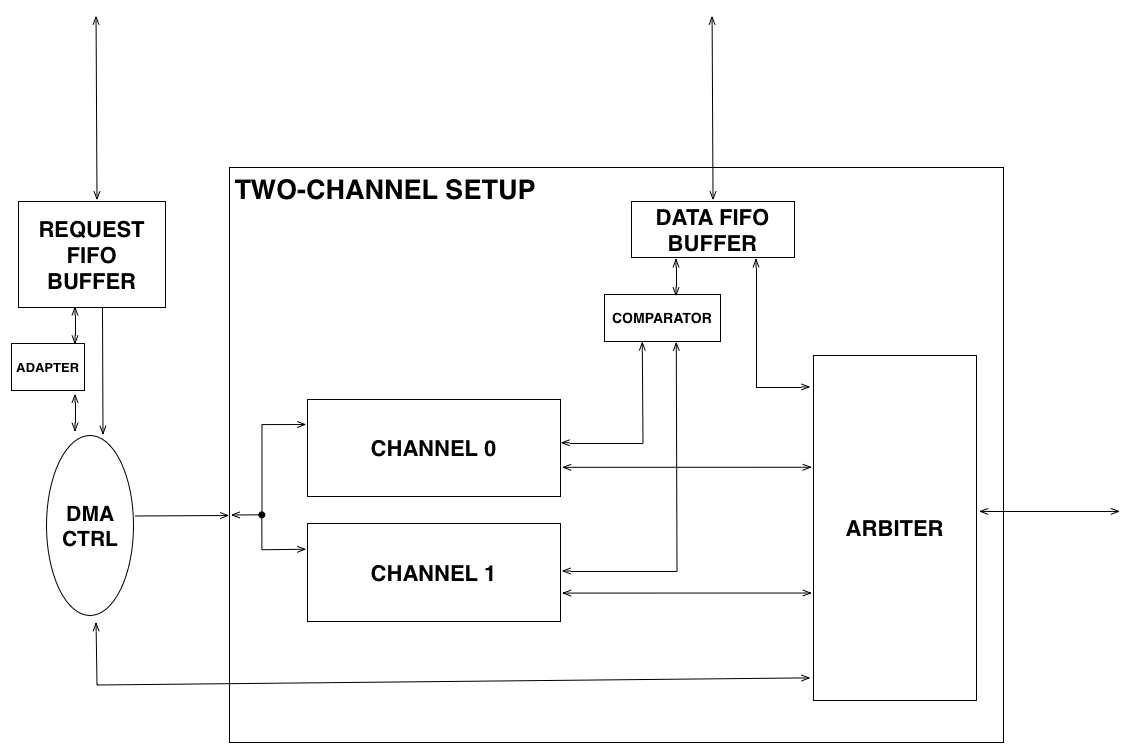 TWO-CHANNEL SETUP
REQUEST
FIFO
BUFFER
DATA FIFO
BUFFER
COMPARATOR
ADAPTER
CHANNEL 0
DMA
CTRL
ARBITER
CHANNEL 1